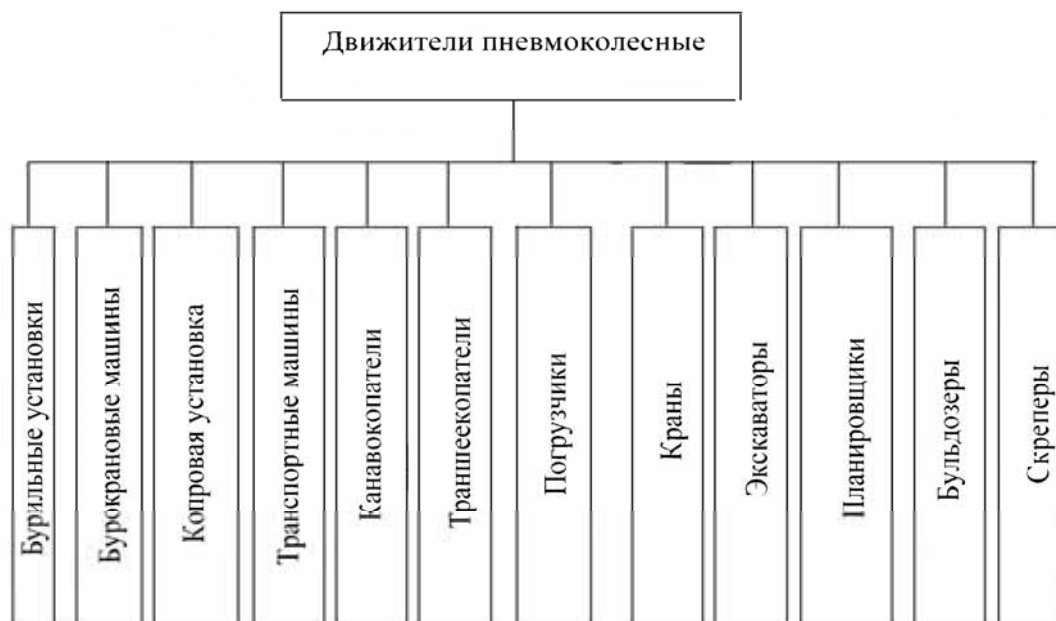 Движители пневмоколесные
Бурильные установки
Бурокрановые машины
Копровая установка
Транспортные машины
Канавокопатели
Траншеекопатели
Погрузчики
Краны
Экскаваторы
Планировщики
Бульдозеры
Скреперы